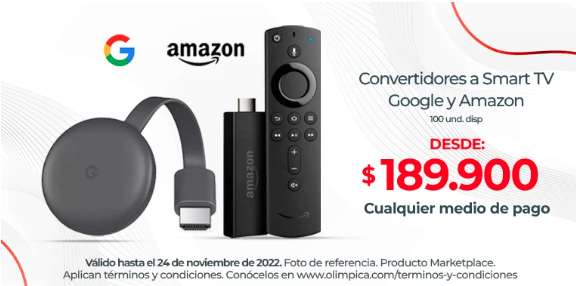 G amazon
Convertidores a Smart TV
Google y Amazon
100 und. disp
DESDE:
$189.900
Cualquier medio de pago
G
amazon
Válido hasta el 24 de noviembre de 2022. Foto de referencia. Producto Marketplace.
Aplican términos y condiciones. Conócelos en www.olimpica.com/terminos-y-condiciones